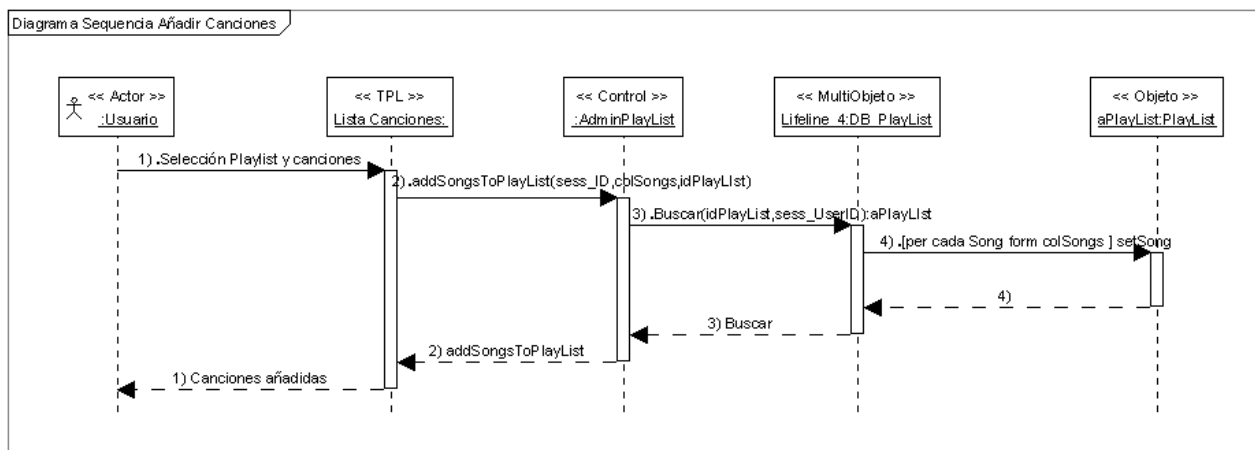 Diagrama Sequencia Añadir Canciones
<< Actor >>
:Usuario
<< TPL >>
Lista Canciones:
<< Control >>
:AdminPlayList
<< MultiObjeto >>
Lifeline_4:DB_PlayList
<< Objeto >>
aPlayList:PlayList
1) .Selección Playlist y canciones
2).addSongsToPlayList(sess_ID,colSongs,idPlayLIst)
3) .Buscar(idPlayList,sess_UserID):aPlayLIst
4) .[per cada Song form colSongs ] setSong
4)
3) Buscar
2) addSongsToPlayList
1) Canciones añadidas